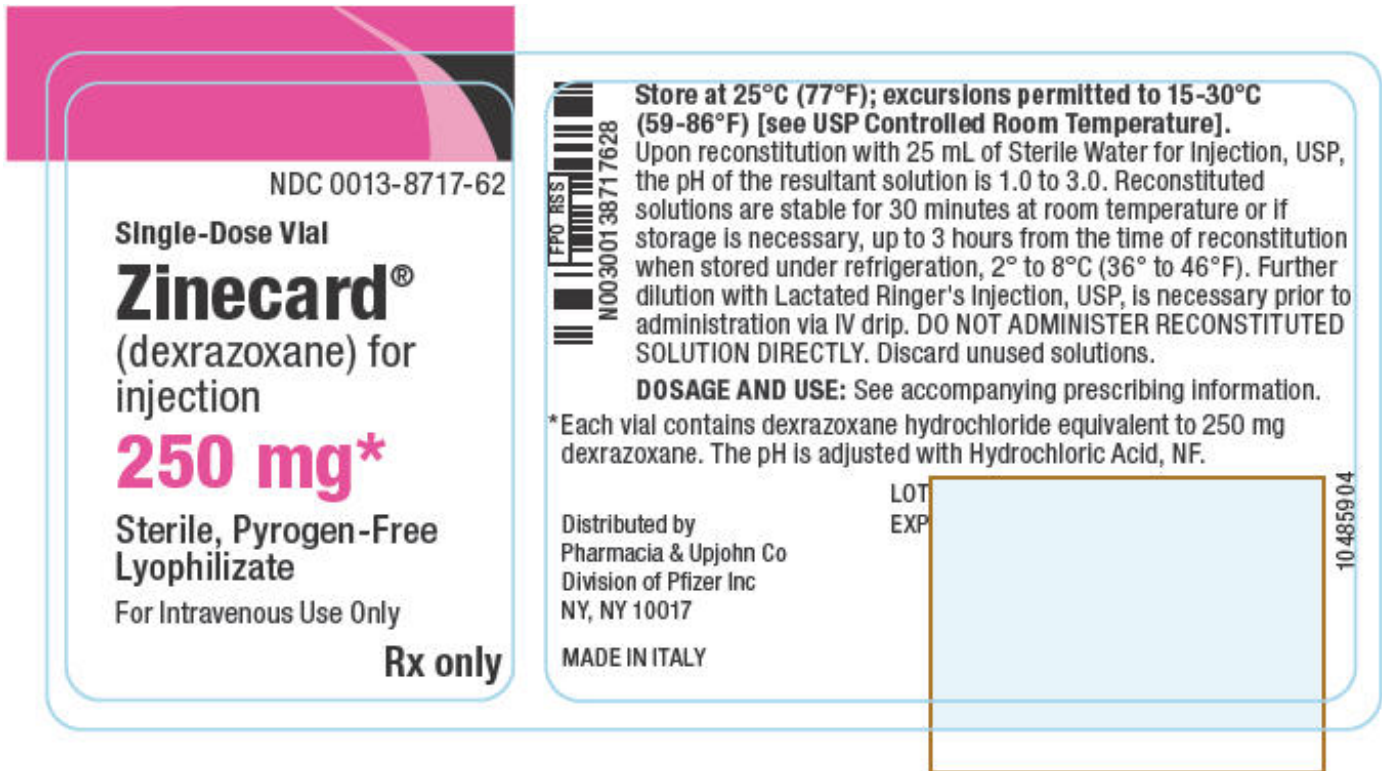 NDC 0013-8717-62
Single-Dose Vial
Zinecard®
(dexrazoxane) for
injection
250 mg*
Sterile, Pyrogen-Free
Lyophilizate
For Intravenous Use Only
Rx only
FPO RSS
N00300138717628
Store at 25°C (77°F); excursions permitted to 15-30°C
(59-86°F) [see USP Controlled Room Temperature].
Upon reconstitution with 25 mL of Sterile Water for Injection, USP,
the pH of the resultant solution is 1.0 to 3.0. Reconstituted
solutions are stable for 30 minutes at room temperature or if
storage is necessary, up to 3 hours from the time of reconstitution
when stored under refrigeration, 2° to 8°C (36° to 46°F). Further
dilution with Lactated Ringer's Injection, USP, is necessary prior to
administration via IV drip. DO NOT ADMINISTER RECONSTITUTED
SOLUTION DIRECTLY. Discard unused solutions.
DOSAGE AND USE: See accompanying prescribing information.
*Each vial contains dexrazoxane hydrochloride equivalent to 250 mg
dexrazoxane. The pH is adjusted with Hydrochloric Acid, NF.
Distributed by
Pharmacia & Upjohn Co
Division of Pfizer Inc
NY, NY 10017
MADE IN ITALY
LOT
EXP
10485904